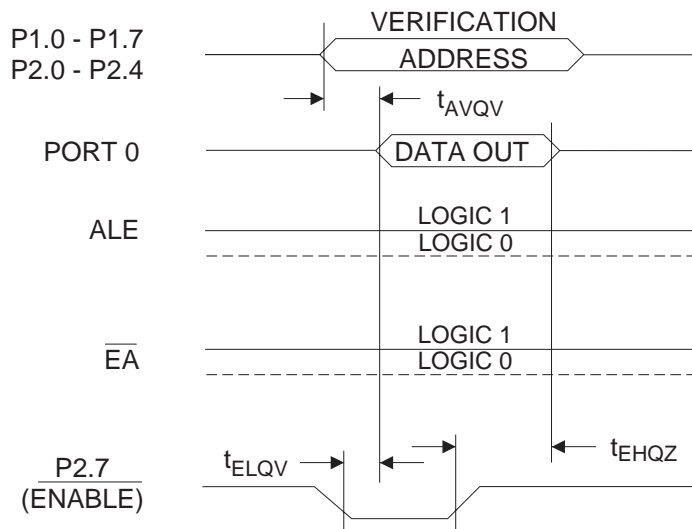 P1.0 - P1.7
P2.0 - P2.4
VERIFICATION
ADDRESS
tAVQV
PORT 0
DATA OUT
ALE
LOGIC 1
LOGIC 0
EA
LOGIC 1
LOGIC 0
P2.7
(ENABLE)
tELQV
tEHQZ